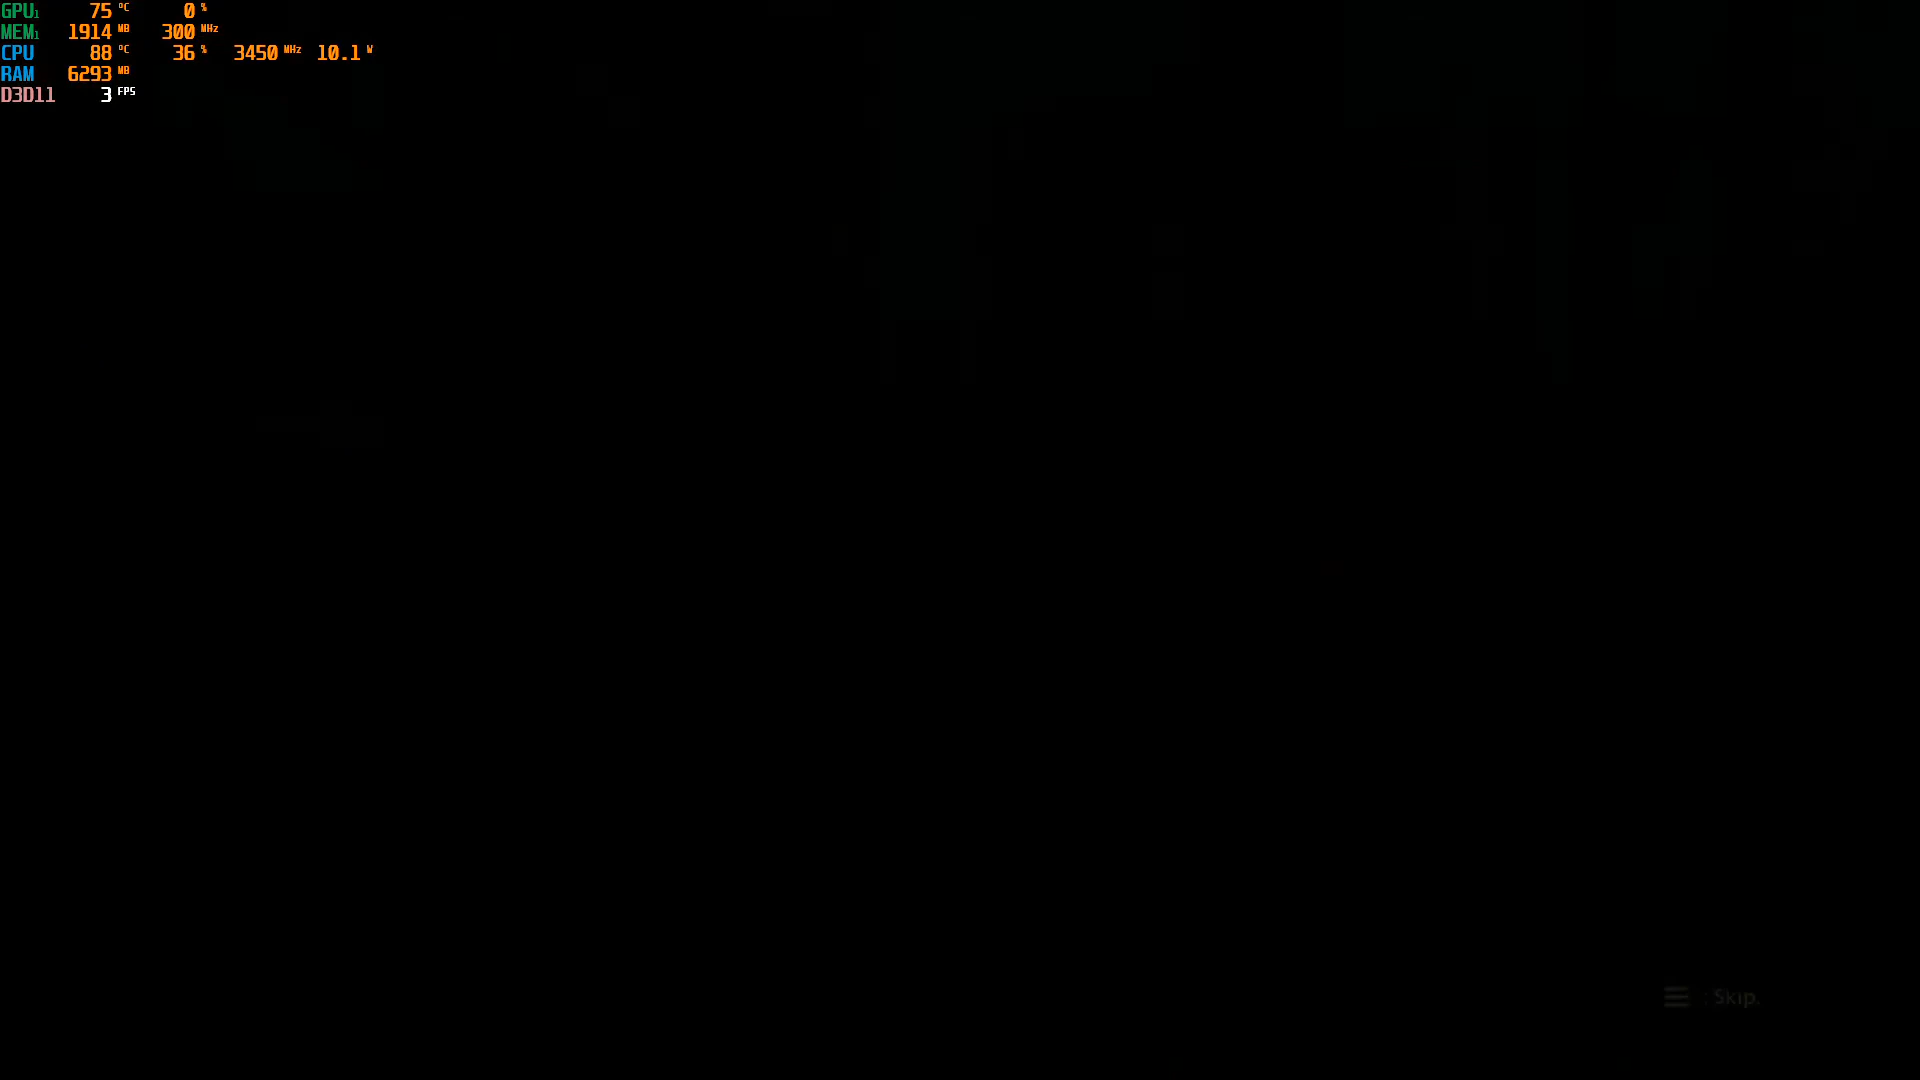 GPU1 75 °C 0 %
MEM1 1914 MB 300 MHz
CPU 88 °C 36 % 3450 MHz 10.1 W
RAM 6293 MB
D3D11 3 FPS
: Skip.